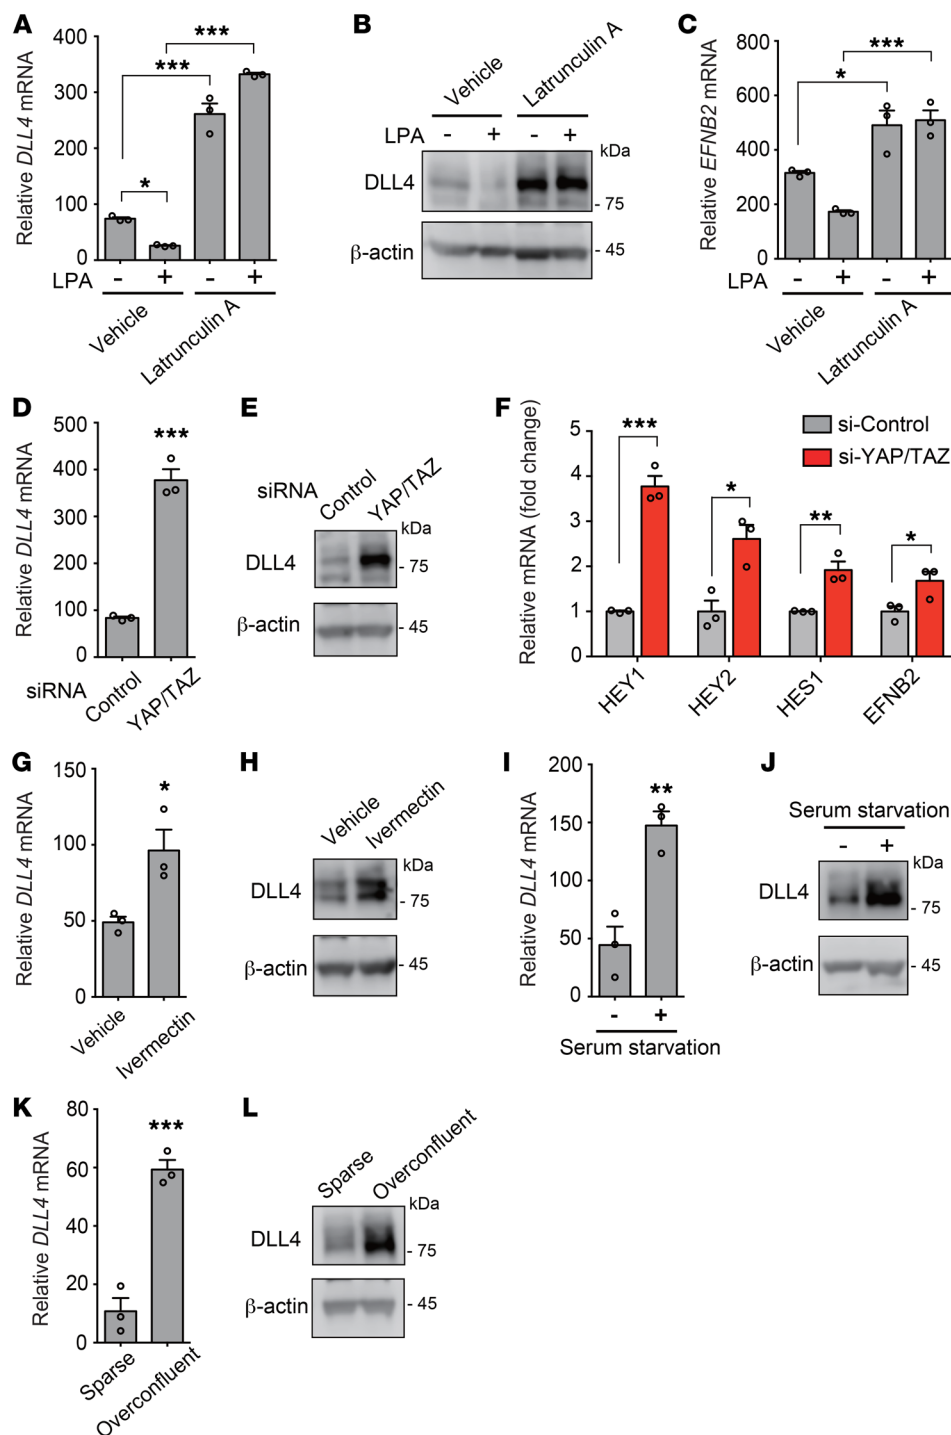 A
Relative DLL4 mRNA
400
300
200
100
0
***
***
*
LPA - + - +
Vehicle
Latrunculin A
B
Vehicle
Latrunculin A
LPA - + - +
kDa
DLL4
- 75
β-actin
- 45
C
Relative EFNB2 mRNA
800
600
400
200
0
***
*
LPA - + - +
Vehicle
Latrunculin A
D
Relative DLL4 mRNA
500
400
300
200
100
0
***
siRNA
Control
YAP/TAZ
E
siRNA
Control
YAP/TAZ
kDa
DLL4
- 75
β-actin
- 45
F
Relative mRNA (fold change)
5
4
3
2
1
0
si-Control
si-YAP/TAZ
***
*
**
*
HEY1
HEY2
HES1
EFNB2
G
Relative DLL4 mRNA
150
100
50
0
*
Vehicle
Ivermectin
H
Vehicle
Ivermectin
kDa
DLL4
- 75
β-actin
- 45
I
Relative DLL4 mRNA
200
150
100
50
0
**
- +
Serum starvation
J
Serum starvation
- +
kDa
DLL4
- 75
β-actin
- 45
K
Relative DLL4 mRNA
80
60
40
20
0
***
Sparse
Overconfluent
L
Sparse
Overconfluent
kDa
DLL4
- 75
β-actin
- 45